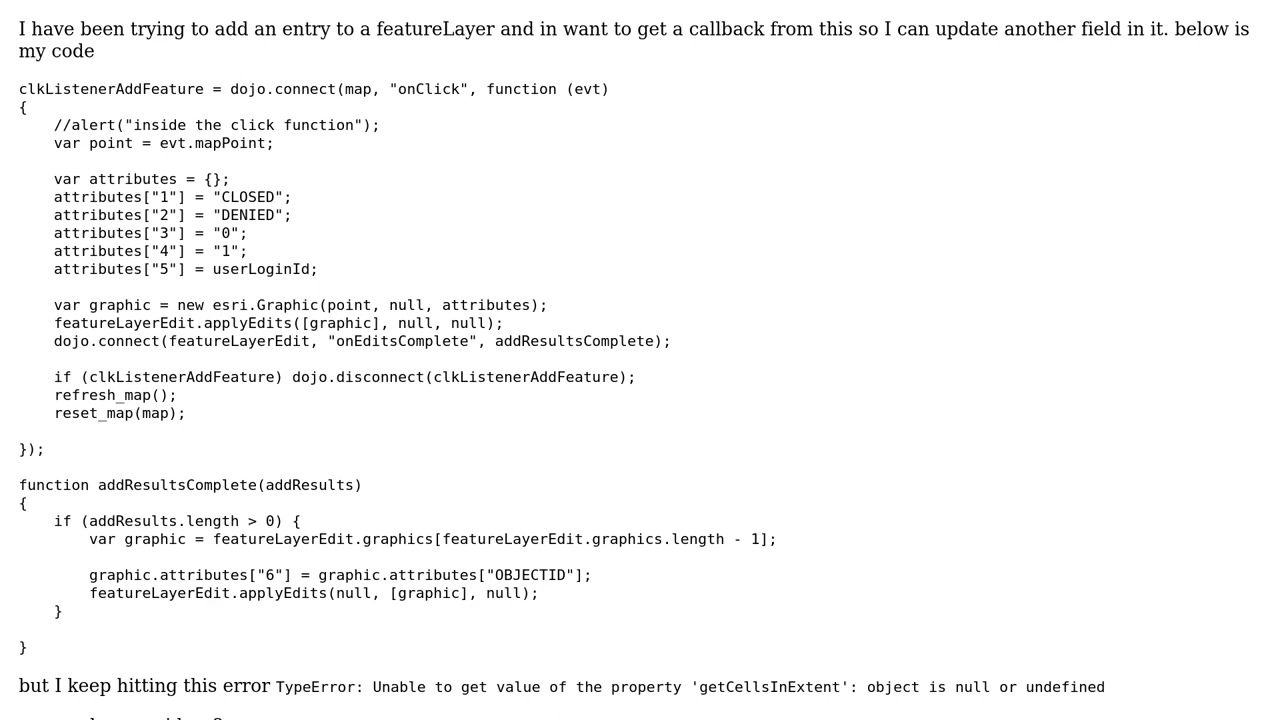 I have been trying to add an entry to a featureLayer and in want to get a callback from this so I can update another field in it. below is
my code
clkListenerAddFeature = dojo.connect(map, "onClick", function (evt)
{
    //alert("inside the click function");
    var point = evt.mapPoint;

    var attributes = {};
    attributes["1"] = "CLOSED";
    attributes["2"] = "DENIED";
    attributes["3"] = "0";
    attributes["4"] = "1";
    attributes["5"] = userLoginId;

    var graphic = new esri.Graphic(point, null, attributes);
    featureLayerEdit.applyEdits([graphic], null, null);
    dojo.connect(featureLayerEdit, "onEditsComplete", addResultsComplete);

    if (clkListenerAddFeature) dojo.disconnect(clkListenerAddFeature);
    refresh_map();
    reset_map(map);

});

function addResultsComplete(addResults)
{
    if (addResults.length > 0) {
        var graphic = featureLayerEdit.graphics[featureLayerEdit.graphics.length - 1];

        graphic.attributes["6"] = graphic.attributes["OBJECTID"];
        featureLayerEdit.applyEdits(null, [graphic], null);
    }

}
but I keep hitting this error TypeError: Unable to get value of the property 'getCellsInExtent': object is null or undefined